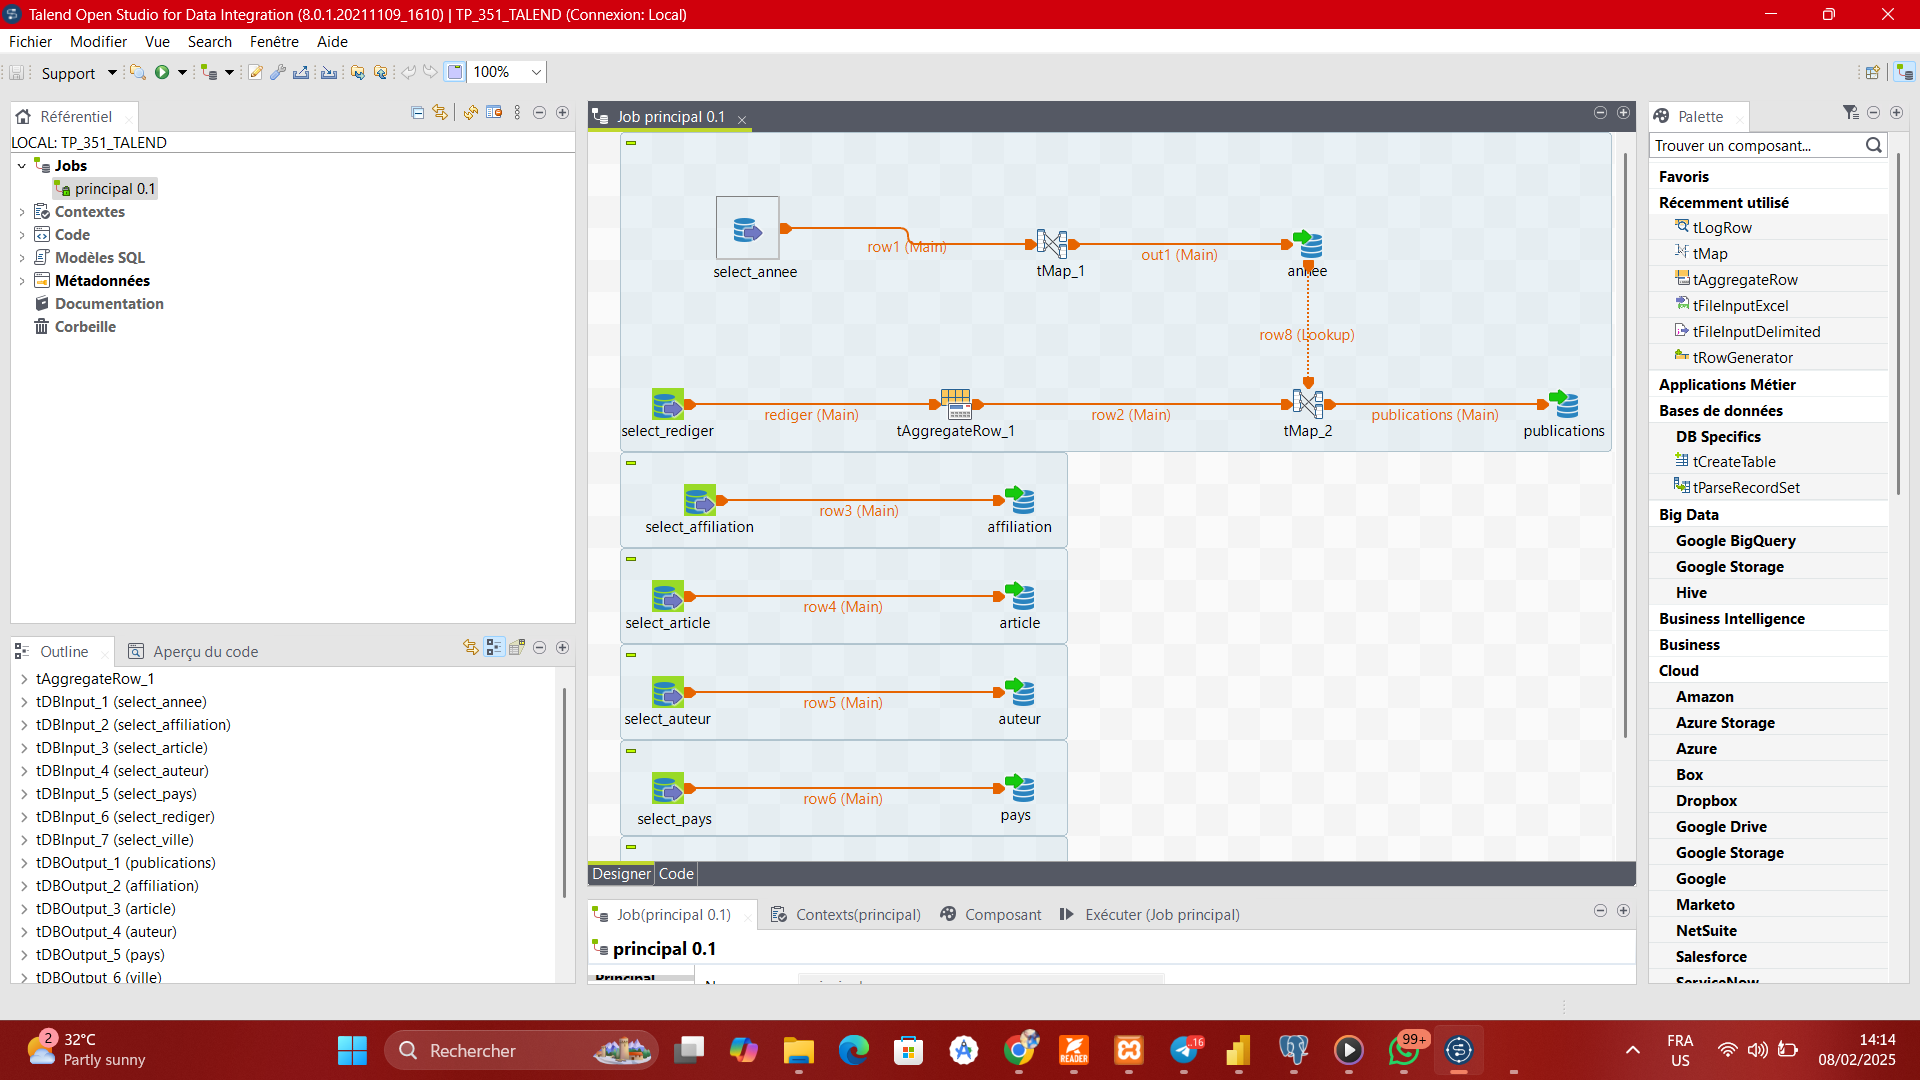 Talend Open Studio for Data Integration (8.0.1.20211109_1610) | TP_351_TALEND (Connexion: Local)
Fichier Modifier Vue Search Fenêtre Aide
Support 100%
Référentiel
LOCAL: TP_351_TALEND
Jobs
principal 0.1
Contextes
Code
Modèles SQL
Métadonnées
Documentation
Corbeille
Outline Aperçu du code
tAggregateRow_1
tDBInput_1 (select_annee)
tDBInput_2 (select_affiliation)
tDBInput_3 (select_article)
tDBInput_4 (select_auteur)
tDBInput_5 (select_pays)
tDBInput_6 (select_rediger)
tDBInput_7 (select_ville)
tDBOutput_1 (publications)
tDBOutput_2 (affiliation)
tDBOutput_3 (article)
tDBOutput_4 (auteur)
tDBOutput_5 (pays)
tDBOutput_6 (ville)
Job principal 0.1
row1 (Main)
out1 (Main)
select_annee tMap_1 annee
row8 (Lookup)
rediger (Main) row2 (Main) publications (Main)
select_rediger tAggregateRow_1 tMap_2 publications
row3 (Main)
select_affiliation affiliation
row4 (Main)
select_article article
row5 (Main)
select_auteur auteur
row6 (Main)
select_pays pays
Designer Code
Job(principal 0.1) Contexts(principal) Composant Exécuter (Job principal)
principal 0.1
Principal
Palette
Trouver un composant...
Favoris
Récemment utilisé
tLogRow
tMap
tAggregateRow
tFileInputExcel
tFileInputDelimited
tRowGenerator
Applications Métier
Bases de données
DB Specifics
tCreateTable
tParseRecordSet
Big Data
Google BigQuery
Google Storage
Hive
Business Intelligence
Business
Cloud
Amazon
Azure Storage
Azure
Box
Dropbox
Google Drive
Google Storage
Google
Marketo
NetSuite
Salesforce
ServiceNow
2
32°C
Partly sunny
Rechercher
READER
16
99+
FRA
US
14:14
08/02/2025